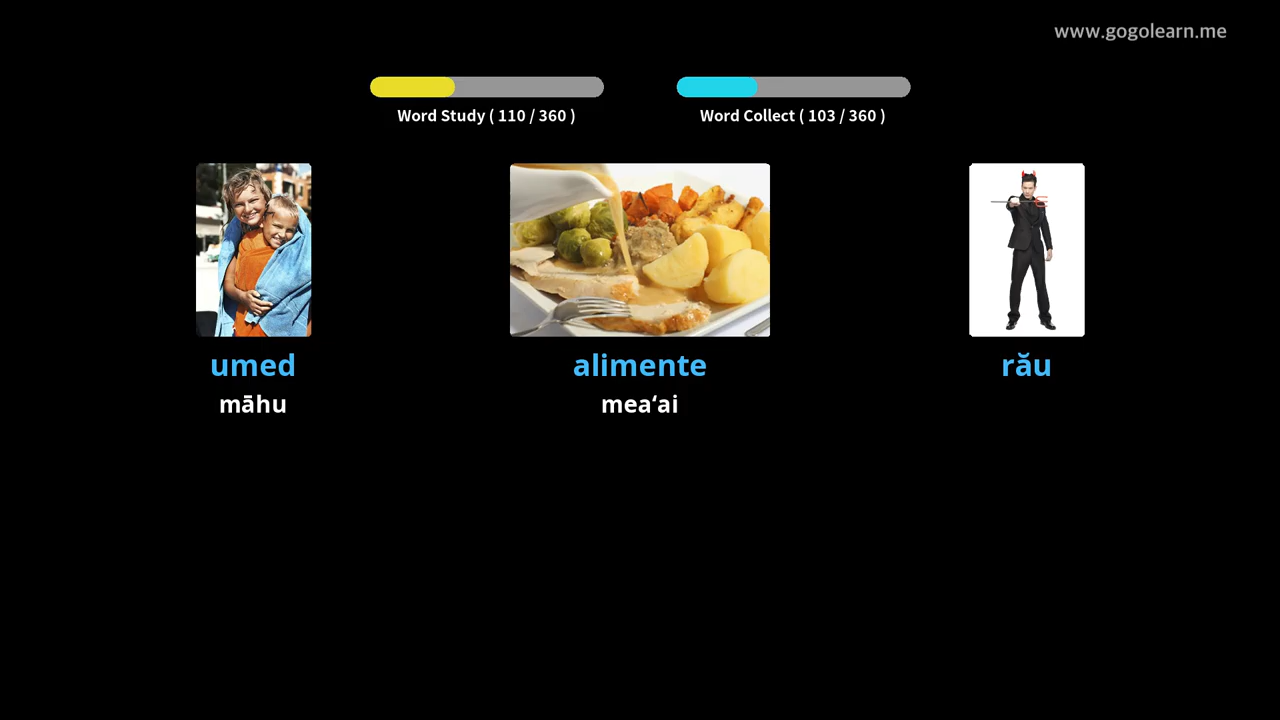 www.gogolearn.me
Word Study ( 110 / 360 )
Word Collect ( 103 / 360 )
umed
māhu
alimente
meaʻai
rău